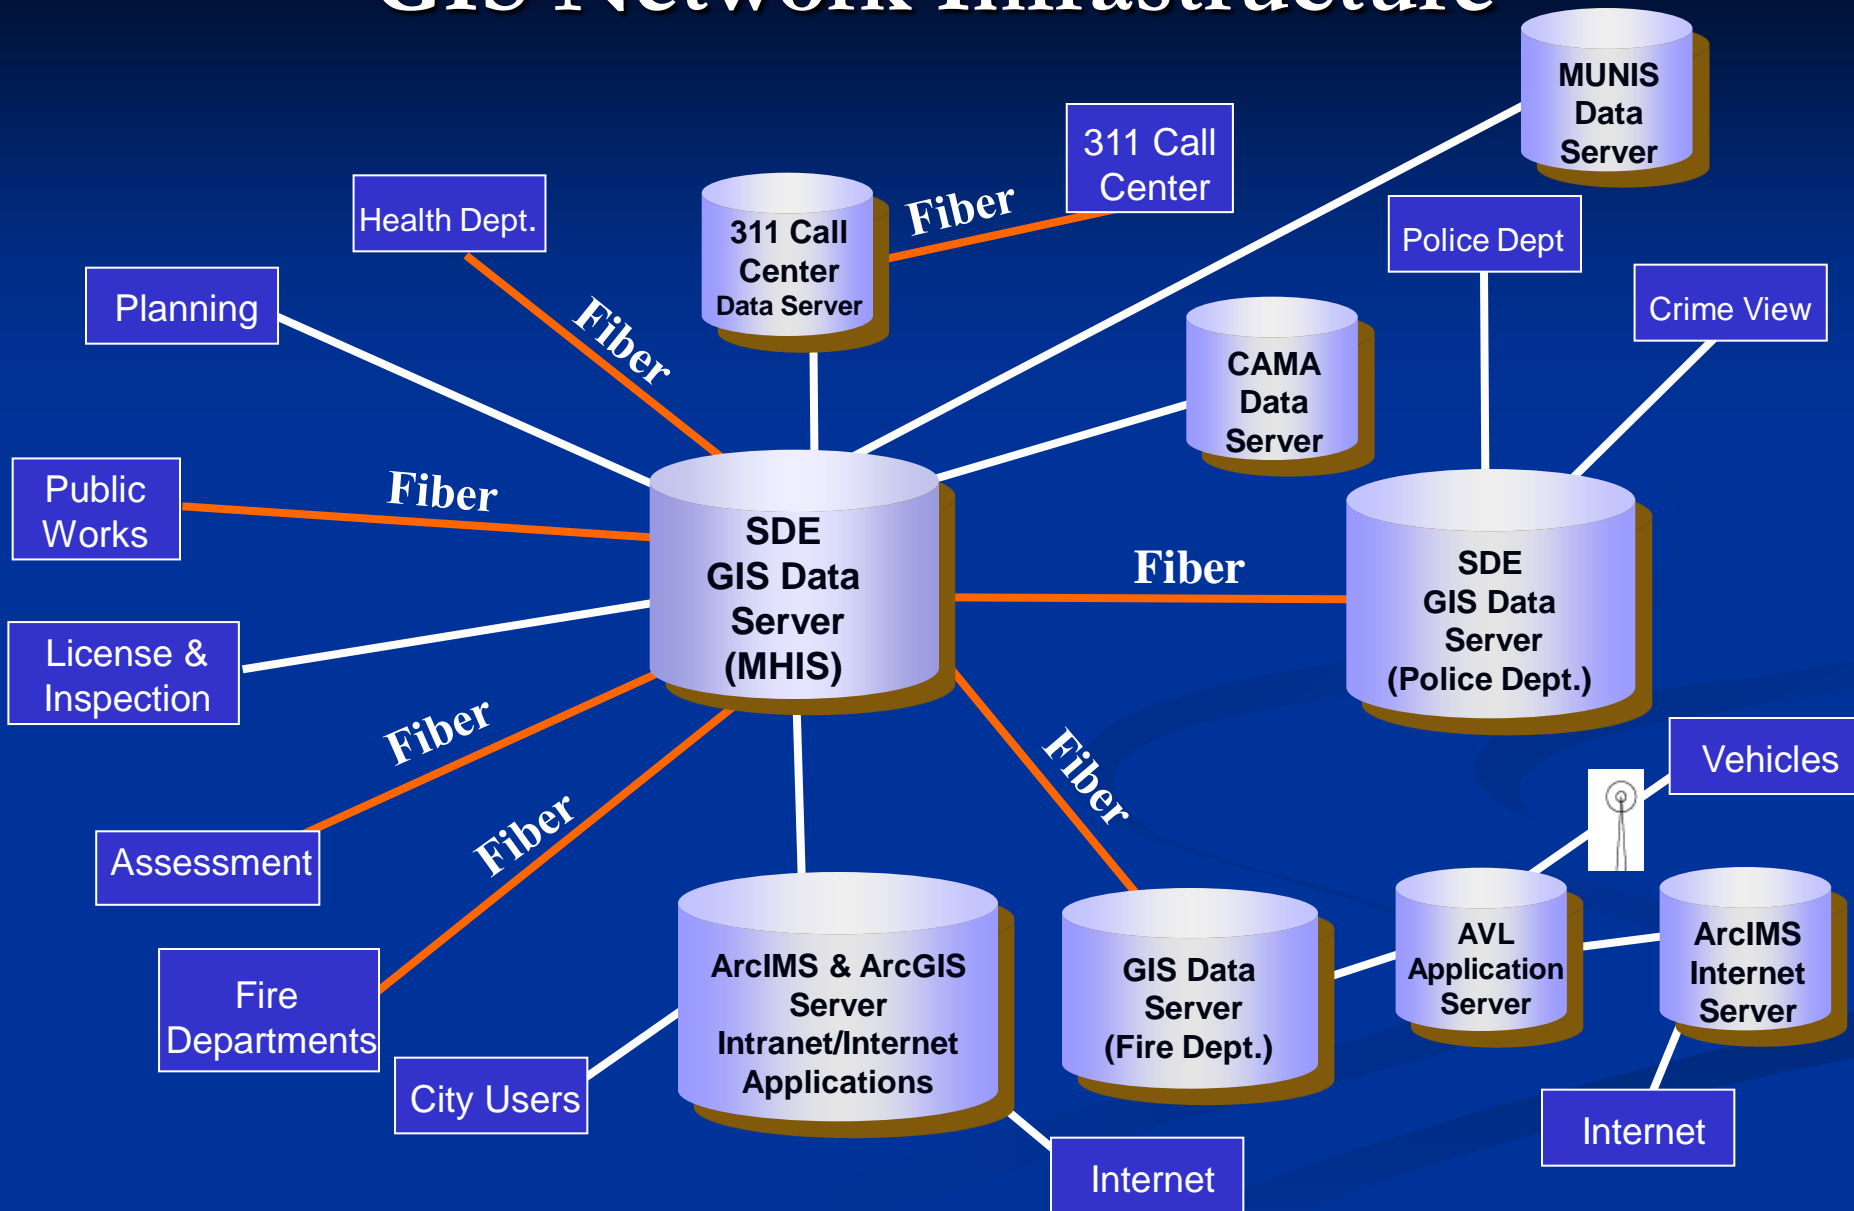 GIS Network Infrastructure
MUNIS
Data
Server
311 Call
Center
Fiber
Health Dept.
311 Call
Center
Data Server
Police Dept
Planning
Fiber
Crime View
CAMA
Data
Server
Public
Works
Fiber
SDE
GIS Data
Server
(MHIS)
Fiber
SDE
GIS Data
Server
(Police Dept.)
License &
Inspection
Fiber
Fiber
Vehicles
Assessment
Fiber
Fire
Departments
ArcIMS & ArcGIS
Server
Intranet/Internet
Applications
GIS Data
Server
(Fire Dept.)
AVL
Application
Server
ArcIMS
Internet
Server
City Users
Internet
Internet